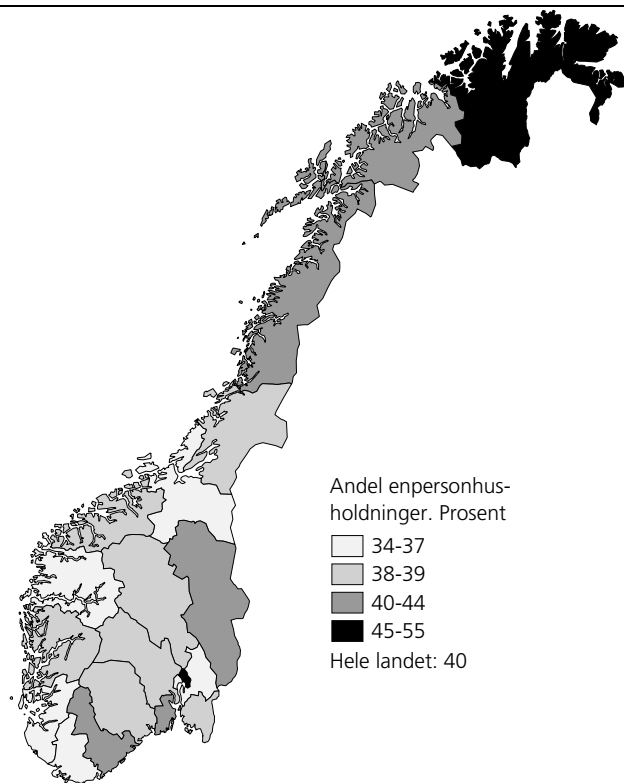 Andel enpersonhus-
holdninger. Prosent
34-37
38-39
40-44
45-55
Hele landet: 40